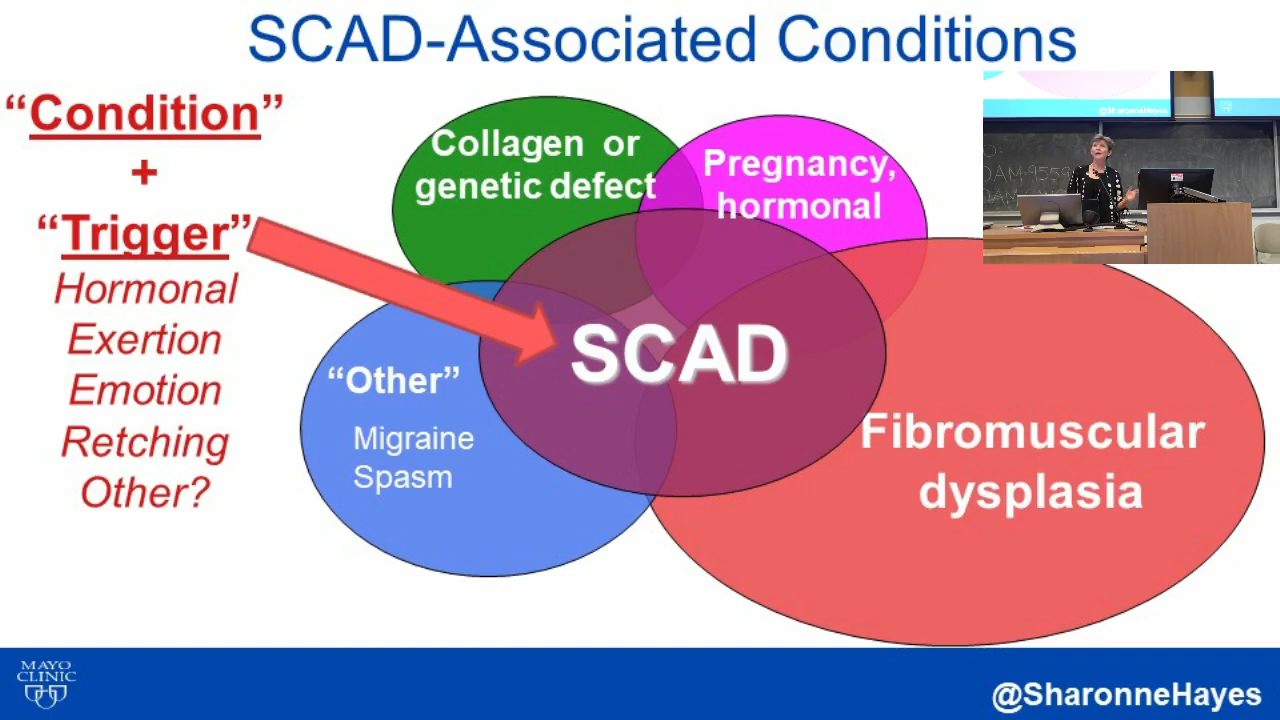 SCAD-Associated Conditions
“Condition”
+
“Trigger”
Hormonal
Exertion
Emotion
Retching
Other?
Collagen or
genetic defect
Pregnancy,
hormonal
SCAD
“Other”
Migraine
Spasm
Fibromuscular
dysplasia
@SharonneHayes
MAYO
CLINIC
@SharonneHayes